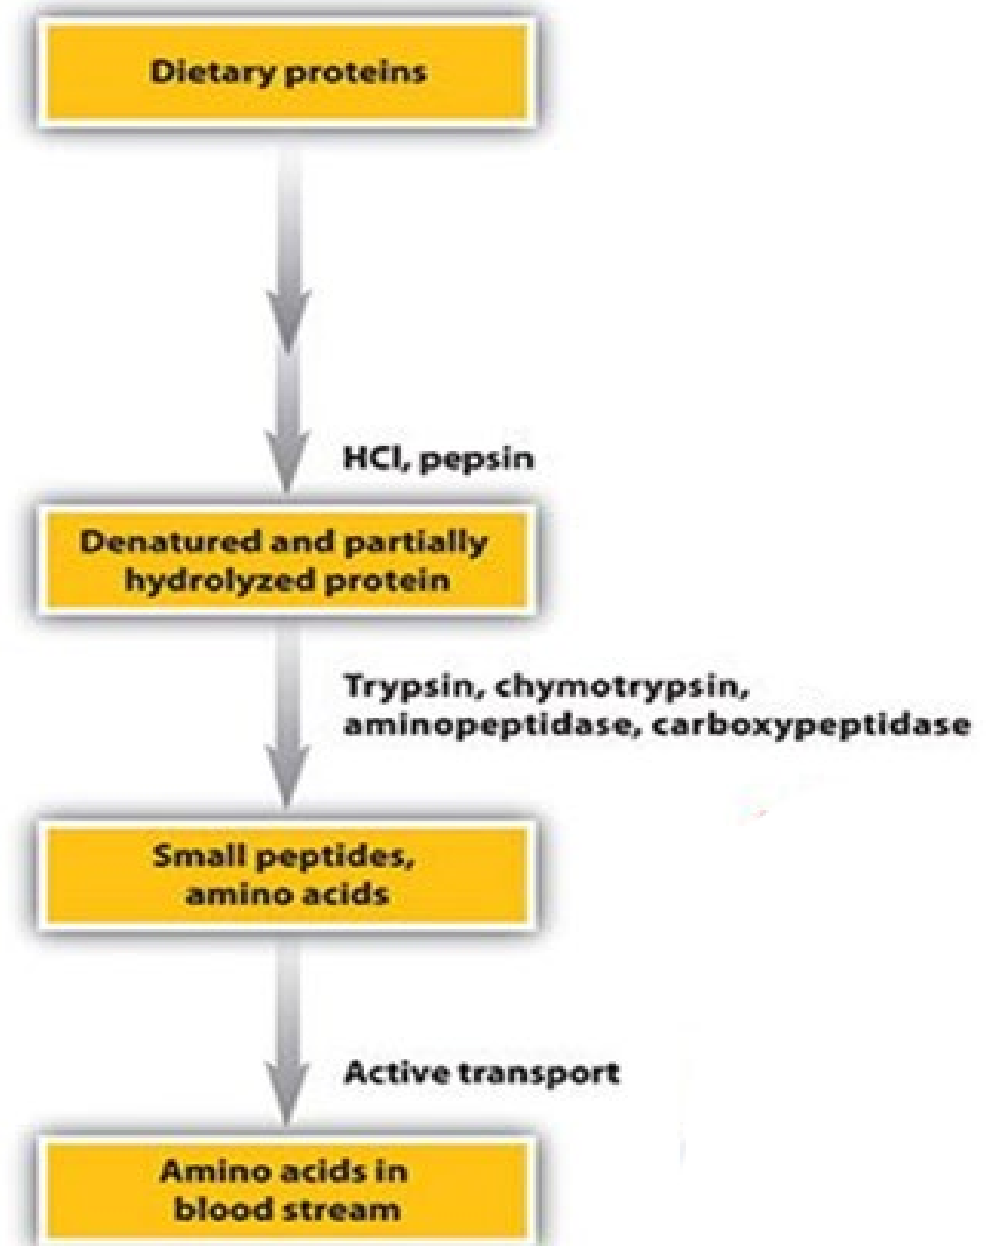 Dietary proteins
HCl, pepsin
Denatured and partially
hydrolyzed protein
Trypsin, chymotrypsin,
aminopeptidase, carboxypeptidase
Small peptides,
amino acids
Active transport
Amino acids in
blood stream